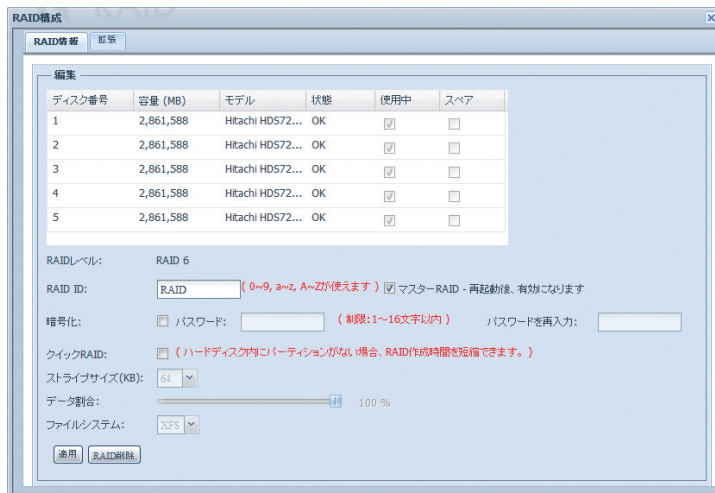 RAID構成
RAID情報 拡張
編集
ディスク番号 容量 (MB) モデル 状態 使用中 スペア
1 2,861,588 Hitachi HDS72... OK
2 2,861,588 Hitachi HDS72... OK
3 2,861,588 Hitachi HDS72... OK
4 2,861,588 Hitachi HDS72... OK
5 2,861,588 Hitachi HDS72... OK
RAIDレベル: RAID 6
RAID ID: RAID ( 0~9, a~z, A~Zが使えます ) マスターRAID - 再起動後、有効になります
暗号化: パスワード: ( 制限:1～16文字以内 ) パスワードを再入力:
クイックRAID: ( ハードディスク内にパーティションがない場合、RAID作成時間を短縮できます。)
ストライプサイズ(KB): 64
データ割合: 100 %
ファイルシステム: XFS
適用 RAID削除